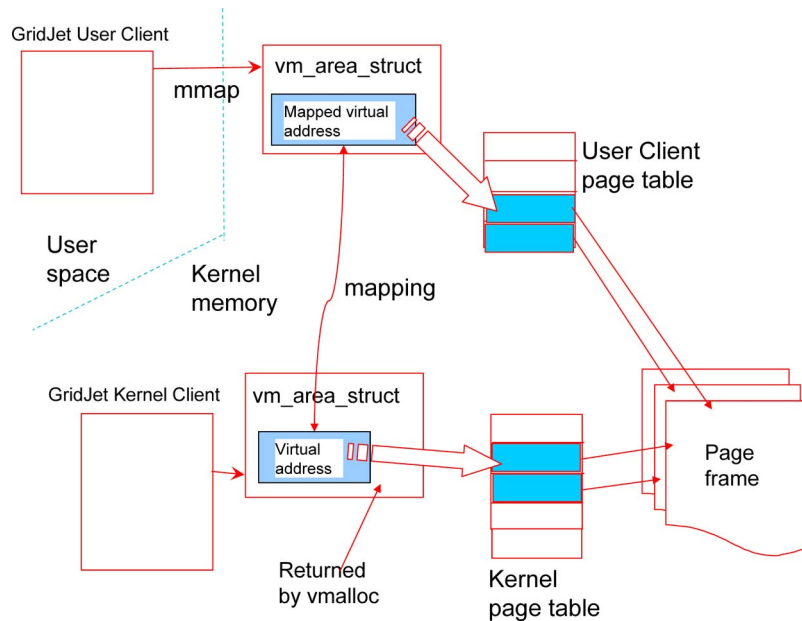 GridJet User Client
mmap
vm_area_struct
Mapped virtual
address
User Client
page table
User
space
Kernel
memory
mapping
GridJet Kernel Client
vm_area_struct
Virtual
address
Page
frame
Returned
by vmalloc
Kernel
page table